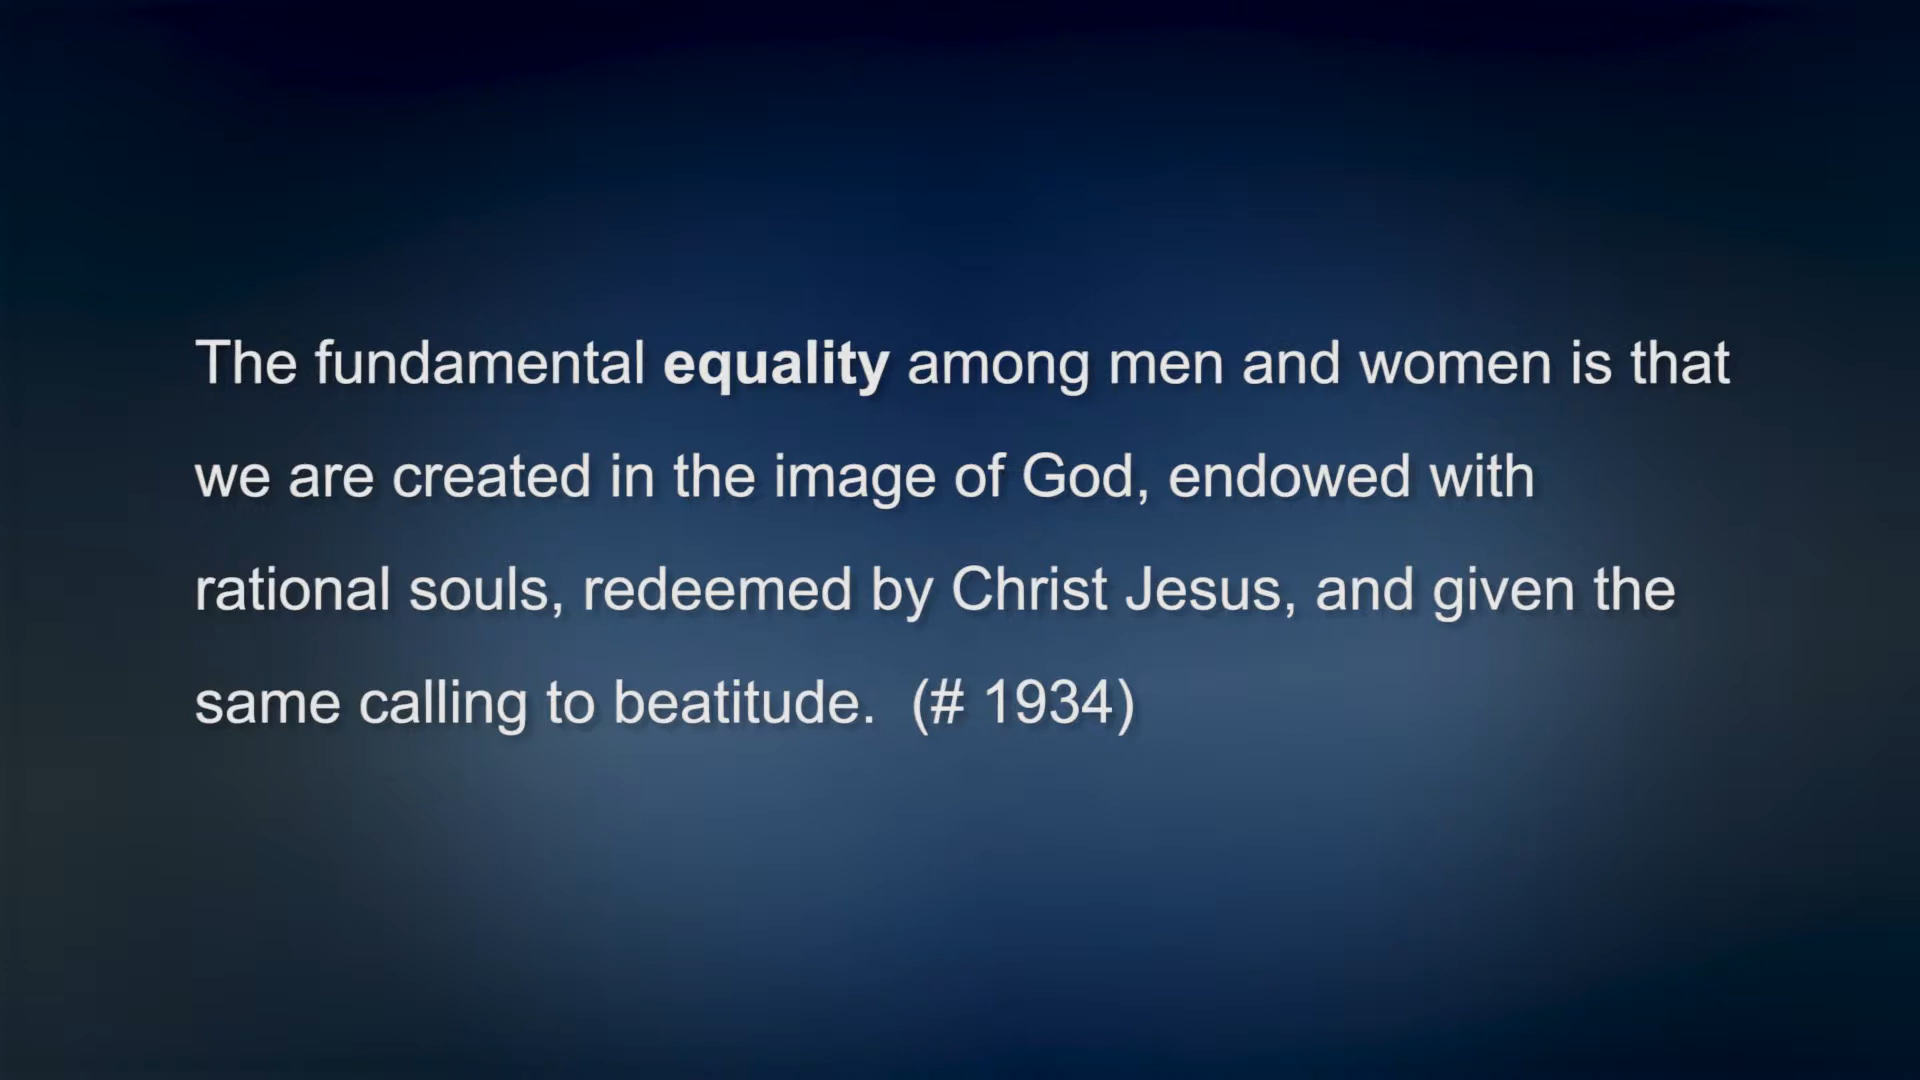 The fundamental equality among men and women is that
we are created in the image of God, endowed with
rational souls, redeemed by Christ Jesus, and given the
same calling to beatitude.  (# 1934)